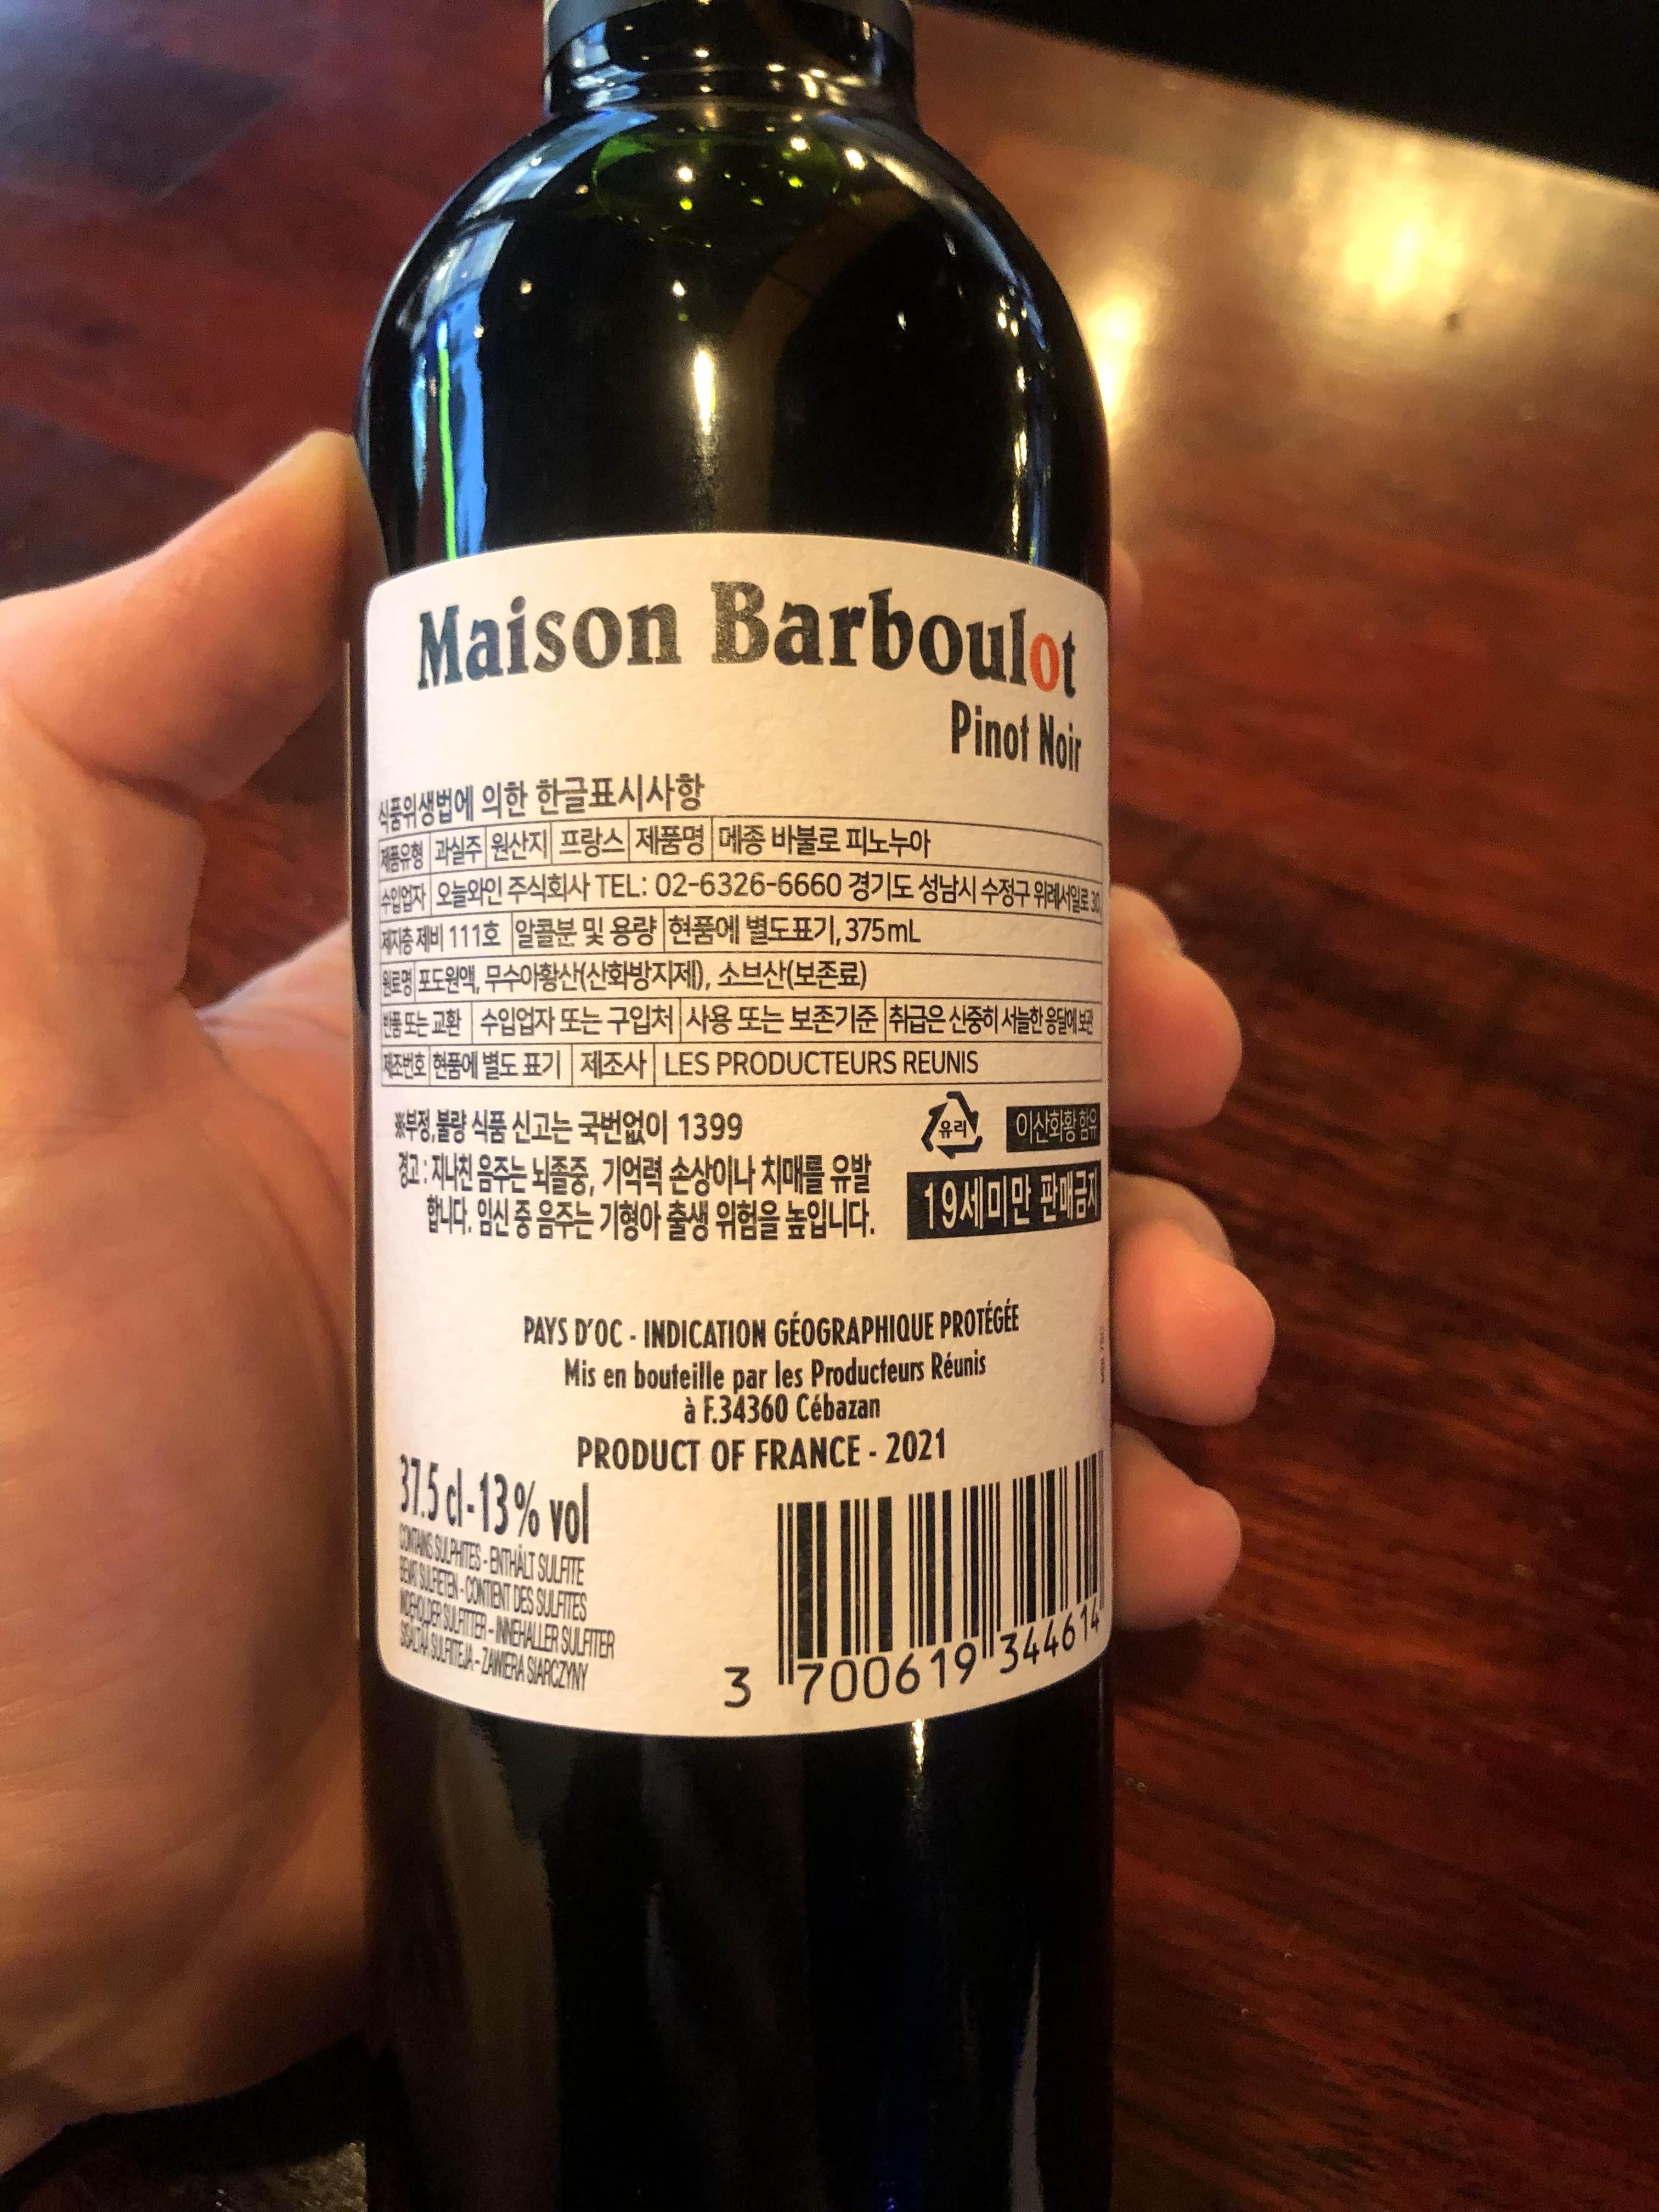 Maison Barboulot
Pinot Noir
식품위생법에 의한 한글표시사항
제품유형 과실주 원산지 프랑스 제품명 메종 바불로 피노누아
수입업자 오늘와인 주식회사 TEL: 02-6326-6660 경기도 성남시 수정구 위례서일로 30,
제지층 제비 111호 알콜분 및 용량 현품에 별도표기, 375mL
원료명 포도원액, 무수아황산(산화방지제), 소브산(보존료)
반품 또는 교환 수입업자 또는 구입처 사용 또는 보존기준 취급은 신중히 서늘한 응달에 보관
제조번호 현품에 별도 표기 제조사 LES PRODUCTEURS REUNIS
※부정,불량 식품 신고는 국번없이 1399
유리
이산화황 함유
경고 : 지나친 음주는 뇌졸중, 기억력 손상이나 치매를 유발
합니다. 임신 중 음주는 기형아 출생 위험을 높입니다.
19세미만 판매금지
PAYS D'OC - INDICATION GÉOGRAPHIQUE PROTÉGÉE
Mis en bouteille par les Producteurs Réunis
à F.34360 Cébazan
PRODUCT OF FRANCE - 2021
37.5 cl-13% vol
CONTAINS SULPHITES - ENTHÄLT SULFITE
BEVAT SULFIETEN - CONTIENT DES SULFITES
INDEHOLDER SULFITTER - INNEHALLER SULFITER
SISÄLTÄÄ SULFIITEJA - ZAWIERA SIARCZYNY
3 700619 344614